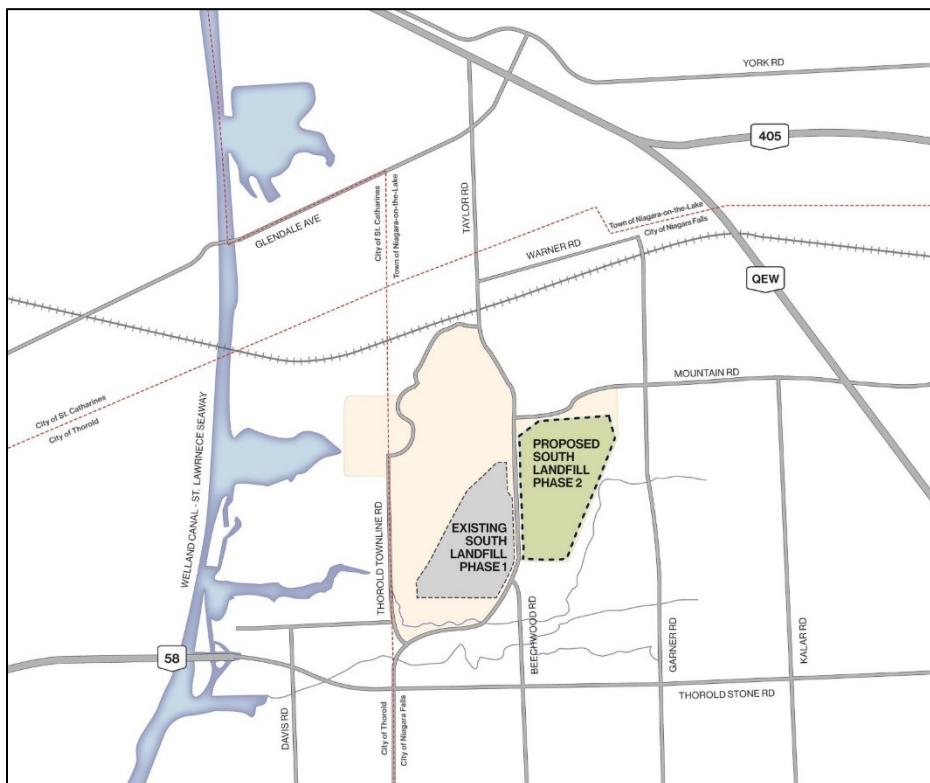 YORK RD
405
TAYLOR RD
City of St. Catharines
Town of Niagara-on-the-Lake
GLENDALE AVE
Town of Niagara-on-the-Lake
City of Niagara Falls
WARNER RD
QEW
MOUNTAIN RD
City of St. Catharines
City of Thorold
WELLAND CANAL - ST. LAWRNECE SEAWAY
PROPOSED
SOUTH
LANDFILL
PHASE 2
EXISTING
SOUTH
LANDFILL
PHASE 1
THOROLD TOWNLINE RD
BEECHWOOD RD
GARNER RD
KALAR RD
58
THOROLD STONE RD
DAVIS RD
City of Thorold
City of Niagara Falls